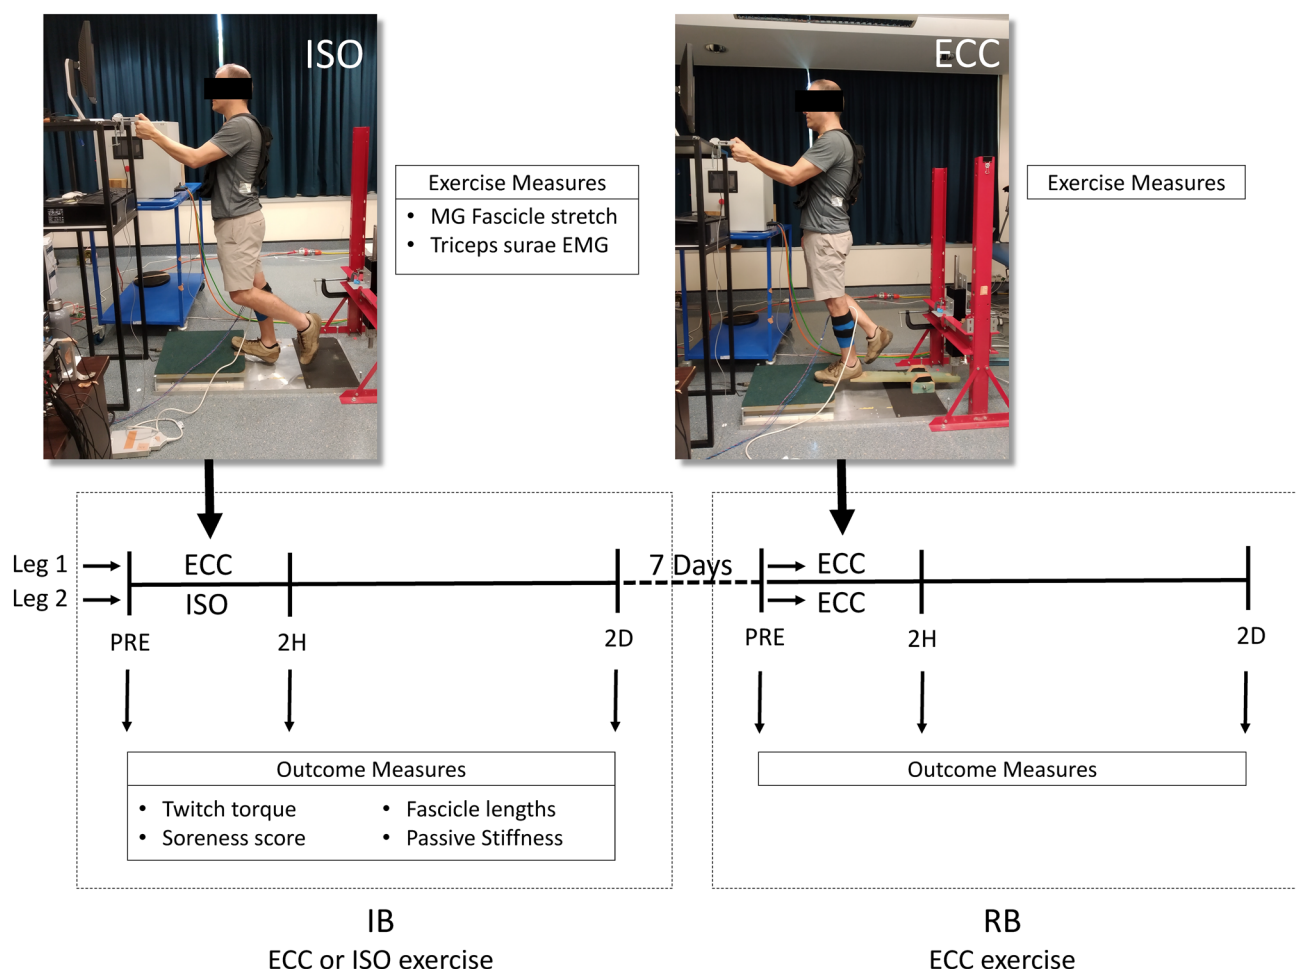 ISO
ECC
Exercise Measures
• MG Fascicle stretch
• Triceps surae EMG
Exercise Measures
Leg 1
ECC
7 Days
ECC
Leg 2
ISO
ECC
PRE
2H
2D
PRE
2H
2D
Outcome Measures
• Twitch torque
• Fascicle lengths
• Soreness score
• Passive Stiffness
Outcome Measures
IB
RB
ECC or ISO exercise
ECC exercise